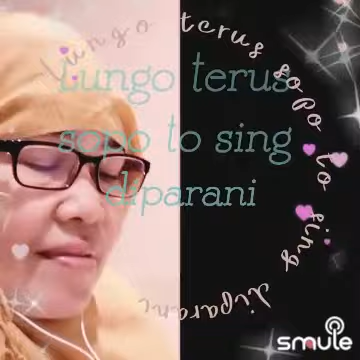 Lungo terus sopo to sing diparani
Lungo terus
sopo to sing
diparani
smule